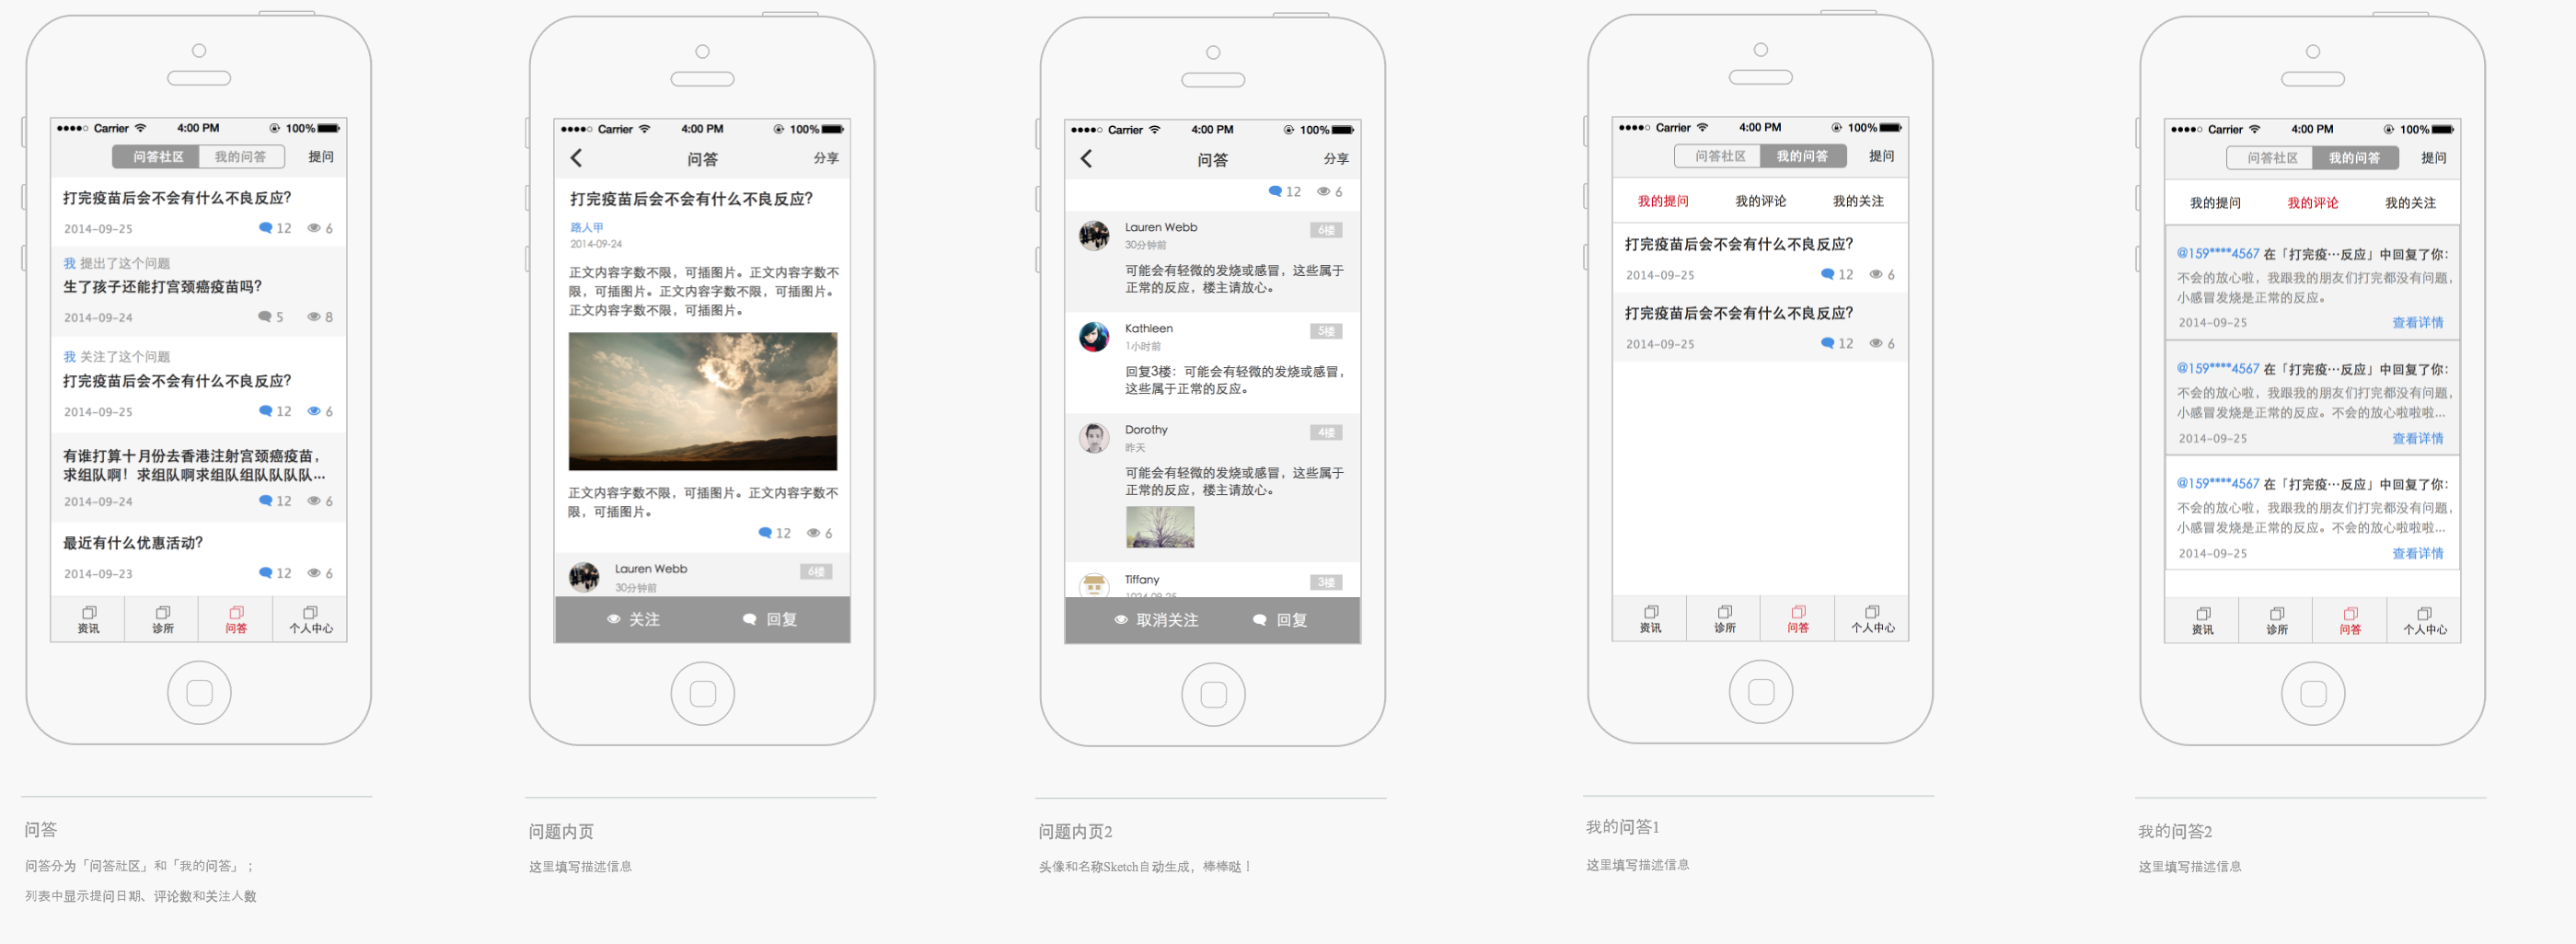 Carrier 4:00 PM 100%
问答社区 我的问答 提问
打完疫苗后会不会有什么不良反应?
2014-09-25 12 6
我 提出了这个问题
生了孩子还能打宫颈癌疫苗吗?
2014-09-24 5 8
我 关注了这个问题
打完疫苗后会不会有什么不良反应?
2014-09-25 12 6
有谁打算十月份去香港注射宫颈癌疫苗，
求组队啊！求组队啊求组队组队队队队...
2014-09-24 12 6
最近有什么优惠活动?
2014-09-23 12 6
资讯 诊所 问答 个人中心
问答
问答分为「问答社区」和「我的问答」；
列表中显示提问日期、评论数和关注人数
Carrier 4:00 PM 100%
问答 分享
打完疫苗后会不会有什么不良反应?
路人甲
2014-09-24
正文内容字数不限，可插图片。正文内容字数不
限，可插图片。正文内容字数不限，可插图片。
正文内容字数不限，可插图片。
正文内容字数不限，可插图片。正文内容字数不
限，可插图片。
12 6
Lauren Webb 6楼
30分钟前
关注 回复
问题内页
这里填写描述信息
Carrier 4:00 PM 100%
问答 分享
12 6
Lauren Webb 6楼
30分钟前
可能会有轻微的发烧或感冒，这些属于
正常的反应，楼主请放心。
Kathleen 5楼
1小时前
回复3楼：可能会有轻微的发烧或感冒，
这些属于正常的反应。
Dorothy 4楼
昨天
可能会有轻微的发烧或感冒，这些属于
正常的反应，楼主请放心。
Tiffany 3楼
取消关注 回复
问题内页2
头像和名称Sketch自动生成，棒棒哒！
Carrier 4:00 PM 100%
问答社区 我的问答 提问
我的提问 我的评论 我的关注
打完疫苗后会不会有什么不良反应?
2014-09-25 12 6
打完疫苗后会不会有什么不良反应?
2014-09-25 12 6
资讯 诊所 问答 个人中心
我的问答1
这里填写描述信息
Carrier 4:00 PM 100%
问答社区 我的问答 提问
我的提问 我的评论 我的关注
@159****4567 在「打完疫…反应」中回复了你：
不会的放心啦，我跟我的朋友们打完都没有问题，
小感冒发烧是正常的反应。
2014-09-25 查看详情
@159****4567 在「打完疫…反应」中回复了你：
不会的放心啦，我跟我的朋友们打完都没有问题，
小感冒发烧是正常的反应。不会的放心啦啦啦...
2014-09-25 查看详情
@159****4567 在「打完疫…反应」中回复了你：
不会的放心啦，我跟我的朋友们打完都没有问题，
小感冒发烧是正常的反应。不会的放心啦啦啦...
2014-09-25 查看详情
资讯 诊所 问答 个人中心
我的问答2
这里填写描述信息